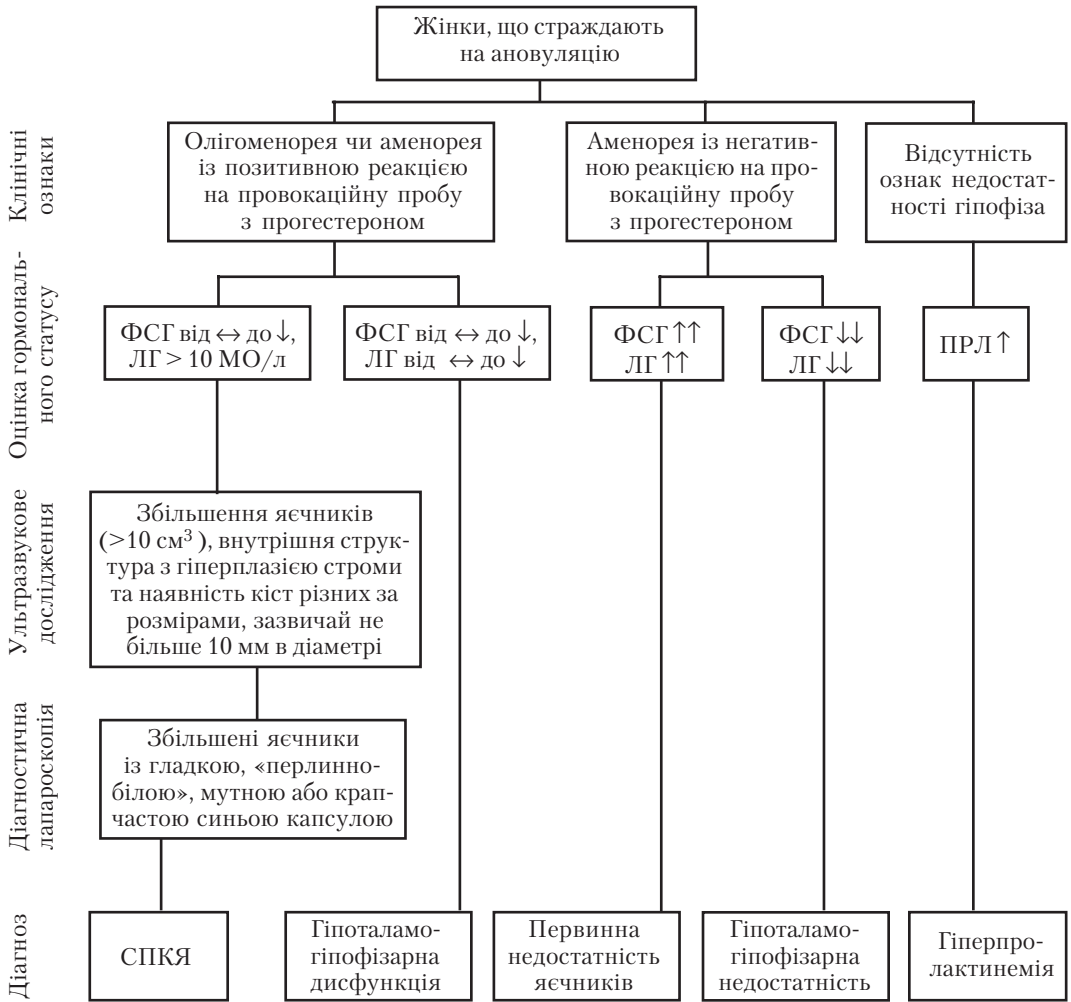 Жінки, що страждають
на ановуляцію
Клінічні
ознаки
Олігоменорея чи аменорея
із позитивною реакцією
на провокаційну пробу
з прогестероном
Аменорея із негатив-
ною реакцією на про-
вокаційну пробу
з прогестероном
Відсутність
ознак недостат-
ності гіпофіза
Оцінка гормональ-
ного статусу
ФСГ від ↔ до ↓,
ЛГ > 10 МО/л
ФСГ від ↔ до ↓,
ЛГ від ↔ до ↓
ФСГ ↑↑
ЛГ ↑↑
ФСГ ↓↓
ЛГ ↓↓
ПРЛ ↑
Ультразвукове
дослідження
Збільшення яєчників
(>10 см³ ), внутрішня струк-
тура з гіперплазією строми
та наявність кіст різних за
розмірами, зазвичай не
більше 10 мм в діаметрі
Діагностична
лапароскопія
Збільшені яєчники
із гладкою, «перлинно-
білою», мутною або крап-
частою синьою капсулою
Діагноз
СПКЯ
Гіпоталамо-
гіпофізарна
дисфункція
Первинна
недостатність
яєчників
Гіпоталамо-
гіпофізарна
недостатність
Гіперпро-
лактинемія